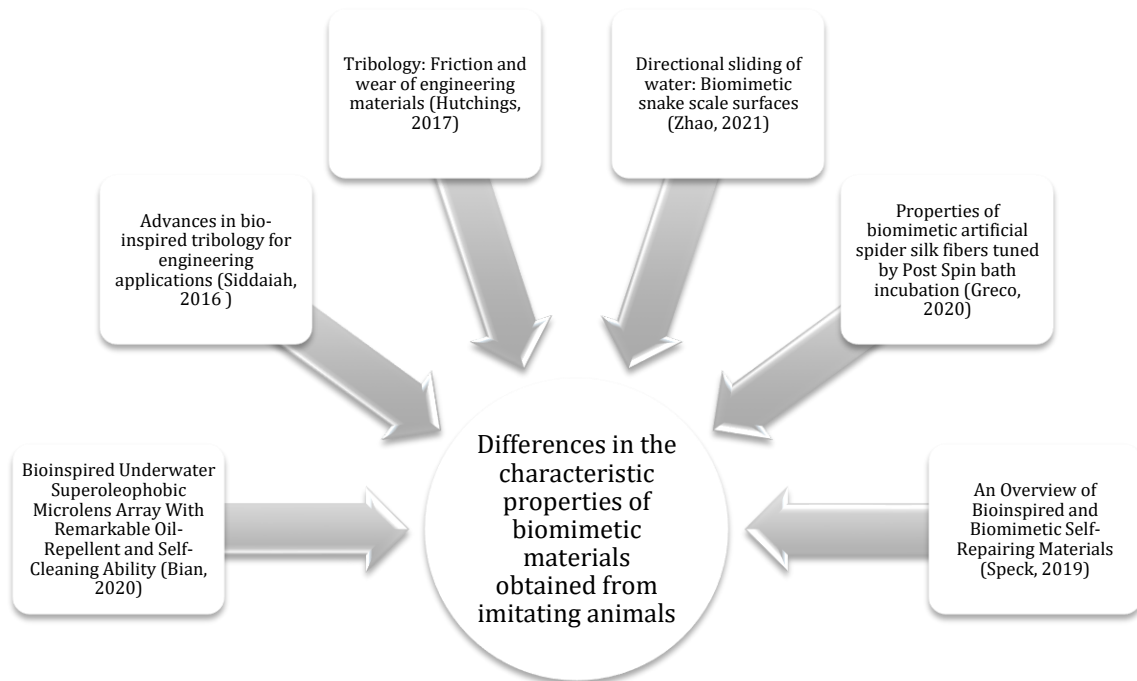 Tribology: Friction and
wear of engineering
materials (Hutchings,
2017)
Directional sliding of
water: Biomimetic
snake scale surfaces
(Zhao, 2021)
Advances in bio-
inspired tribology for
engineering
applications (Siddaiah,
2016 )
Properties of
biomimetic artificial
spider silk fibers tuned
by Post Spin bath
incubation (Greco,
2020)
Bioinspired Underwater
Superoleophobic
Microlens Array With
Remarkable Oil-
Repellent and Self-
Cleaning Ability (Bian,
2020)
An Overview of
Bioinspired and
Biomimetic Self-
Repairing Materials
(Speck, 2019)
Differences in the
characteristic
properties of
biomimetic
materials
obtained from
imitating animals